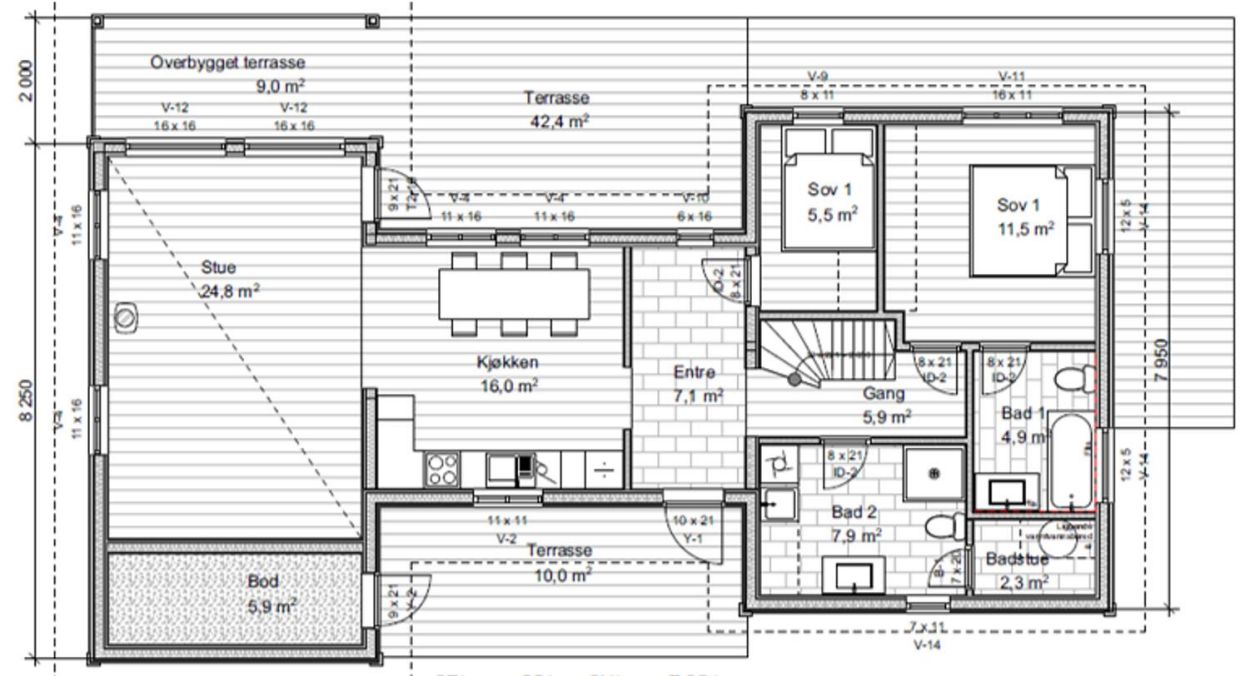 2 000
Overbygget terrasse
9,0 m²
V-12
16 x 16
V-12
16 x 16
Terrasse
42,4 m²
V-9
8 x 11
V-11
16 x 11
9 x 21
V-4
11 x 16
V-4
11 x 16
V-10
6 x 16
Sov 1
5,5 m²
Sov 1
11,5 m²
12 x 5
V-14
V-4
11 x 16
Stue
24,8 m²
ID-2
8 x 21
7 950
8 250
Kjøkken
16,0 m²
Entre
7,1 m²
8 x 21
ID-2
8 x 21
ID-2
Gang
5,9 m²
V-4
11 x 16
Bad 1
4,9 m²
8 x 21
ID-2
12 x 5
V-14
11 x 11
V-2
10 x 21
Y-1
Bad 2
7,9 m²
Terrasse
10,0 m²
Badstue
2,3 m²
7 x 20
Bod
5,9 m²
9 x 21
Y-2
7 x 11
V-14